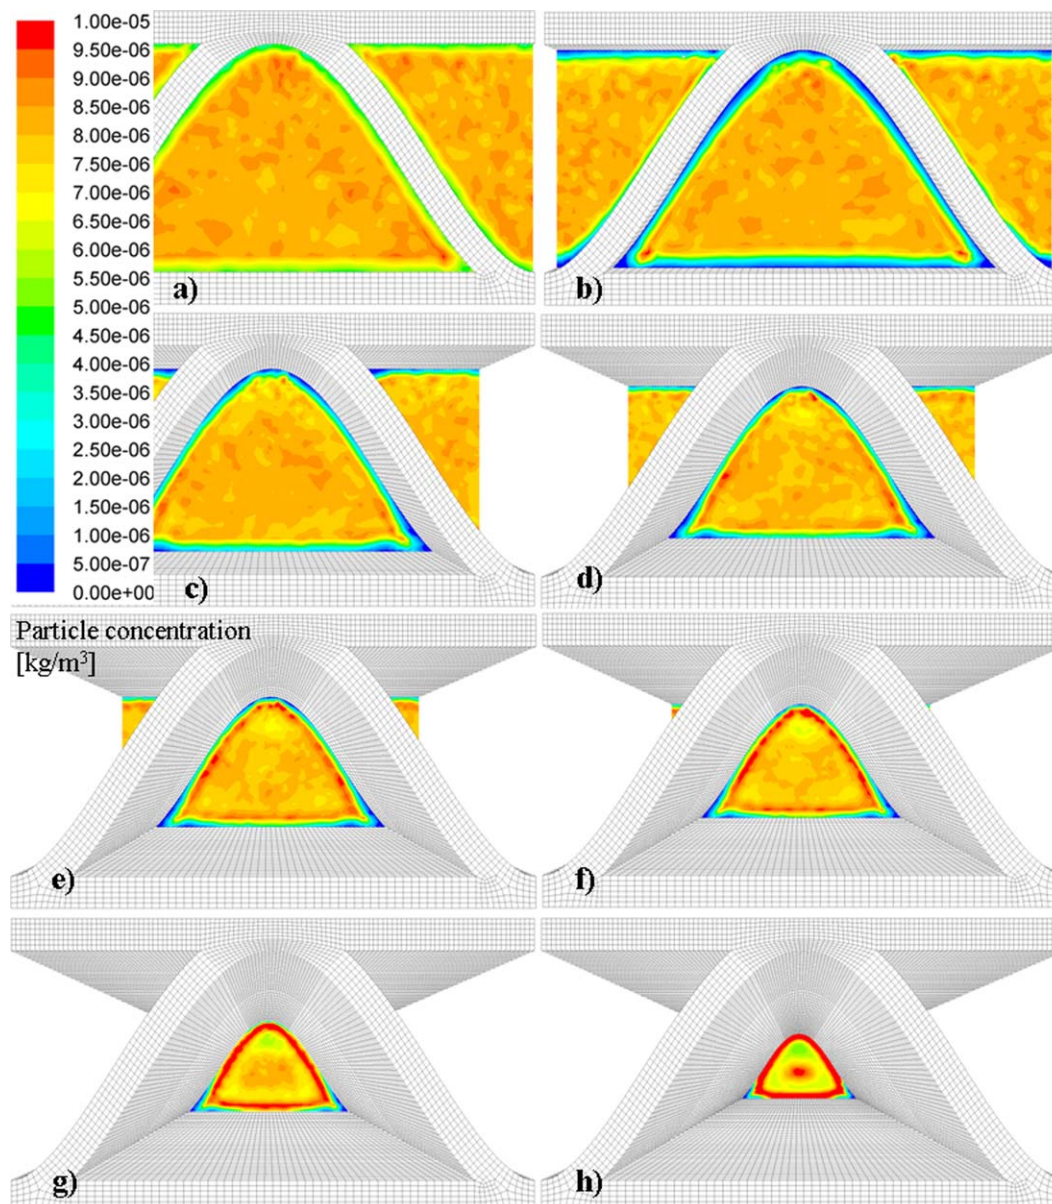 1.00e-05
9.50e-06
9.00e-06
8.50e-06
8.00e-06
7.50e-06
7.00e-06
6.50e-06
6.00e-06
5.50e-06
5.00e-06
4.50e-06
4.00e-06
3.50e-06
3.00e-06
2.50e-06
2.00e-06
1.50e-06
1.00e-06
5.00e-07
0.00e+00
a)
b)
c)
d)
Particle concentration
[kg/m³]
e)
f)
g)
h)